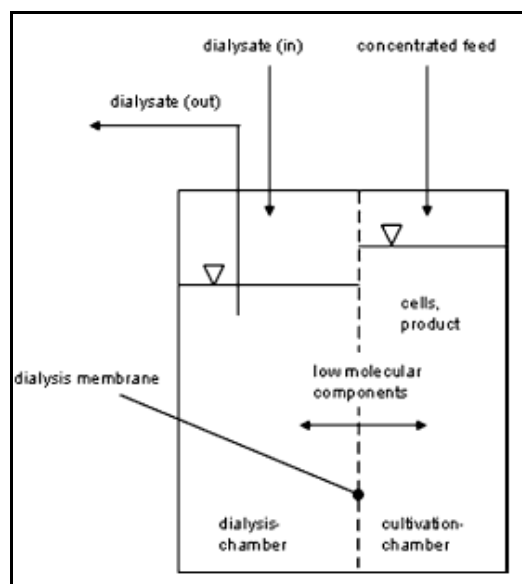 dialysate (in)
concentrated feed
dialysate (out)
cells,
product
low molecular
components
dialysis membrane
dialysis-
chamber
cultivation-
chamber